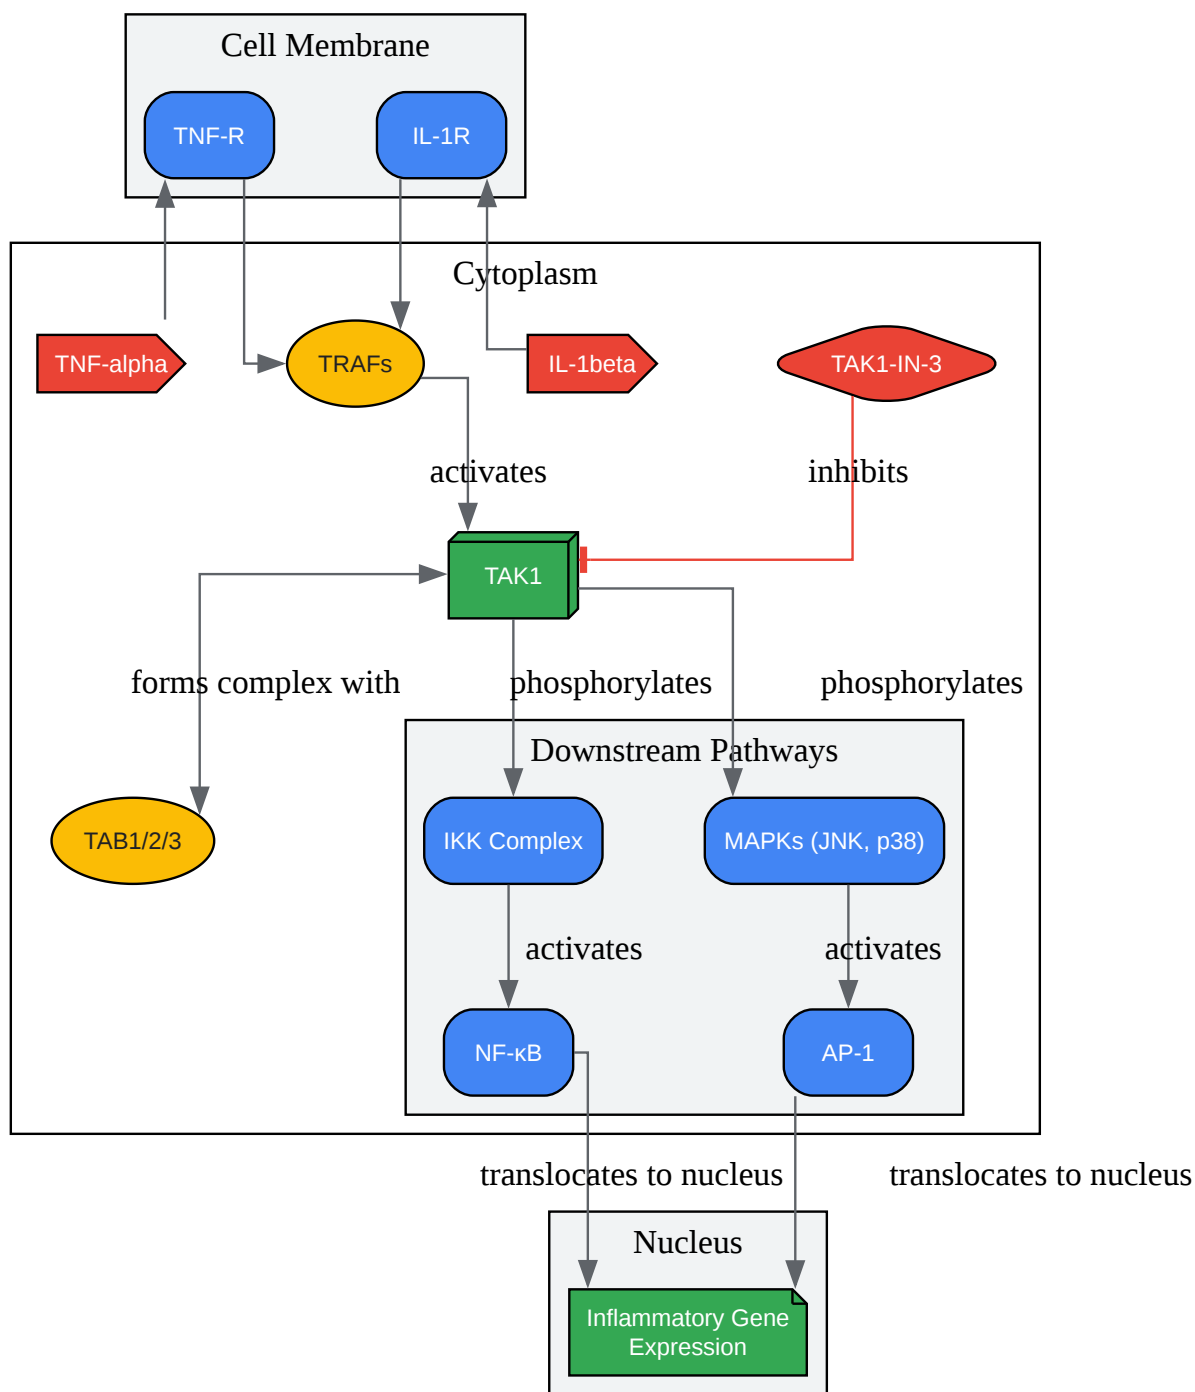 Cell Membrane
TNF-R
IL-1R
Cytoplasm
TNF-alpha
TRAFs
IL-1beta
TAK1-IN-3
activates
inhibits
TAK1
forms complex with
phosphorylates
phosphorylates
Downstream Pathways
TAB1/2/3
IKK Complex
MAPKs (JNK, p38)
activates
activates
NF-κB
AP-1
translocates to nucleus
translocates to nucleus
Nucleus
Inflammatory Gene
Expression